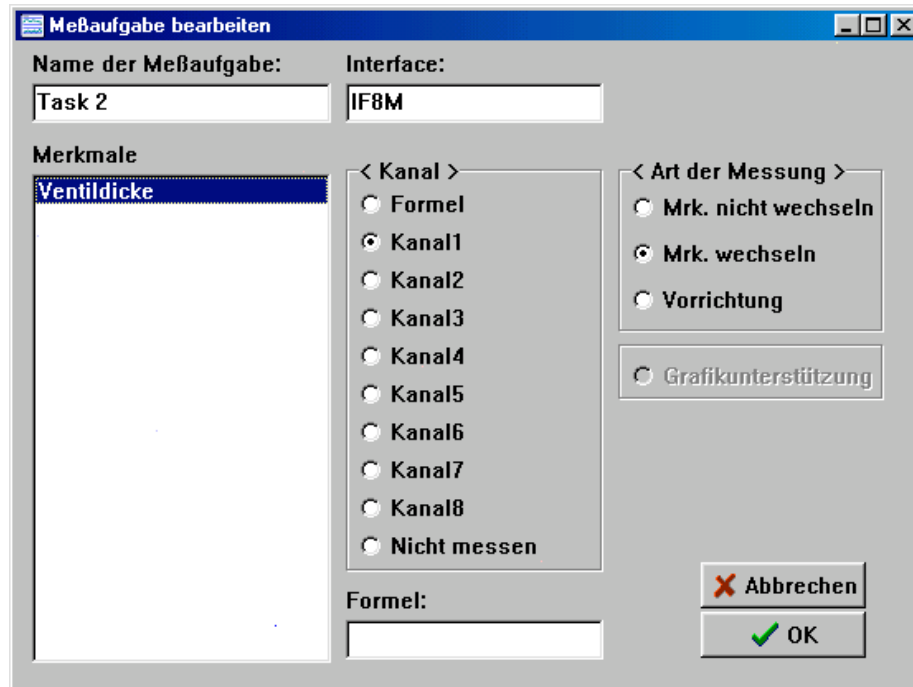 Meßaufgabe bearbeiten
Name der Meßaufgabe:
Interface:
Task 2
IF8M
Merkmale
Ventildicke
< Kanal >
Formel
Kanal1
Kanal2
Kanal3
Kanal4
Kanal5
Kanal6
Kanal7
Kanal8
Nicht messen
Formel:
< Art der Messung >
Mrk. nicht wechseln
Mrk. wechseln
Vorrichtung
Grafikunterstützung
Abbrechen
OK